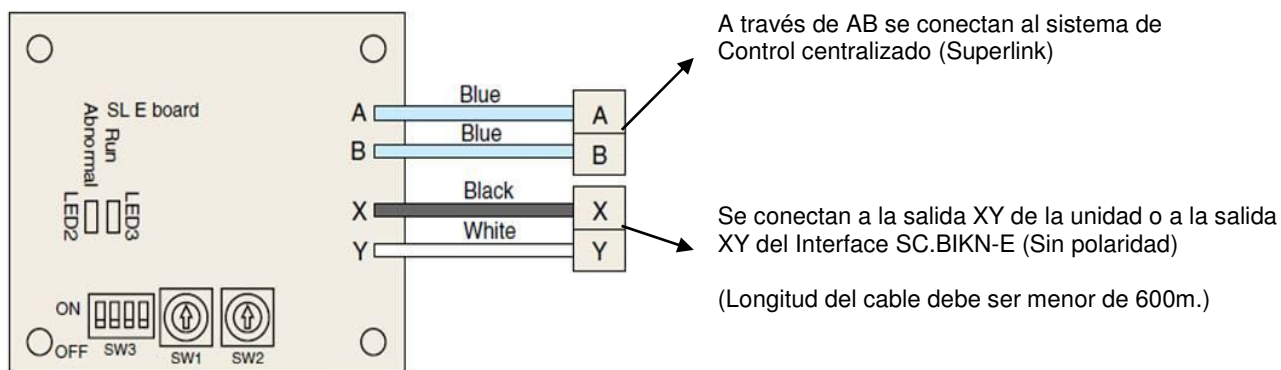 A través de AB se conectan al sistema de
Control centralizado (Superlink)
SL E board
Abnormal
Run
LED2
LED3
A
Blue
A
B
Blue
B
X
Black
X
Y
White
Y
Se conectan a la salida XY de la unidad o a la salida
XY del Interface SC.BIKN-E (Sin polaridad)
(Longitud del cable debe ser menor de 600m.)
ON
OFF
SW3
SW1
SW2